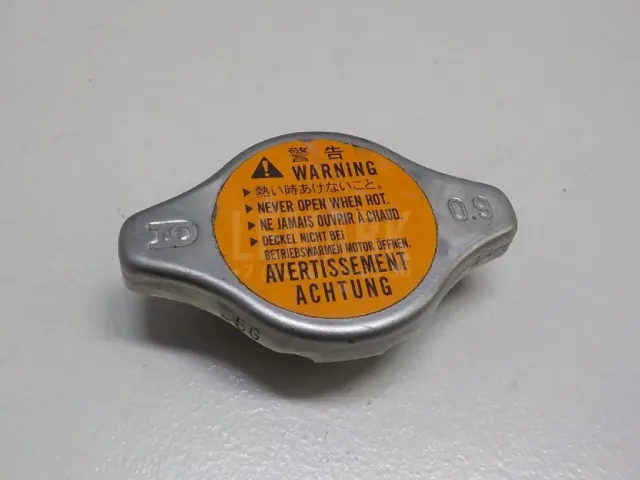 警告
WARNING
熱い時あけないこと。
NEVER OPEN WHEN HOT.
NE JAMAIS OUVRIR À CHAUD.
DECKEL NICHT BEI
BETRIEBSWARMEN MOTOR ÖFFNEN.
AVERTISSEMENT
ACHTUNG
0.9